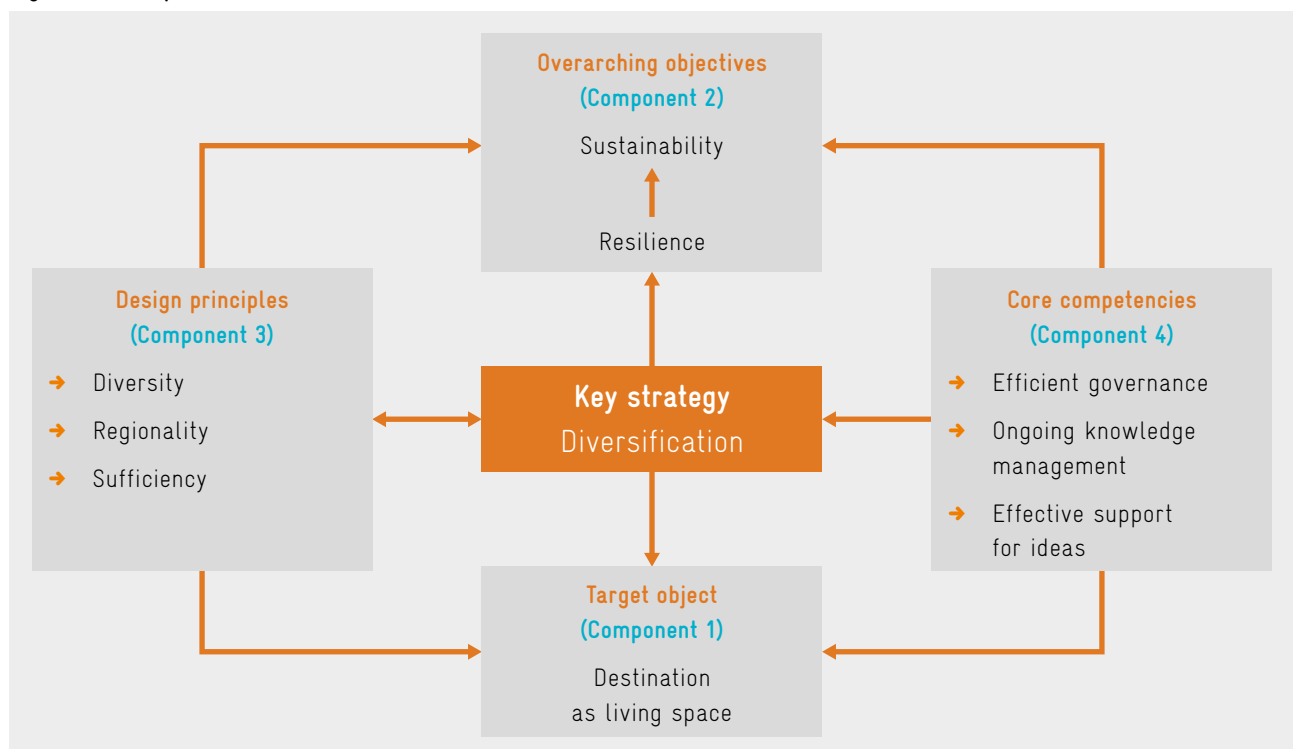 Overarching objectives
(Component 2)
Sustainability
Resilience
Design principles
(Component 3)
Diversity
Regionality
Sufficiency
Key strategy
Diversification
Core competencies
(Component 4)
Efficient governance
Ongoing knowledge
management
Effective support
for ideas
Target object
(Component 1)
Destination
as living space